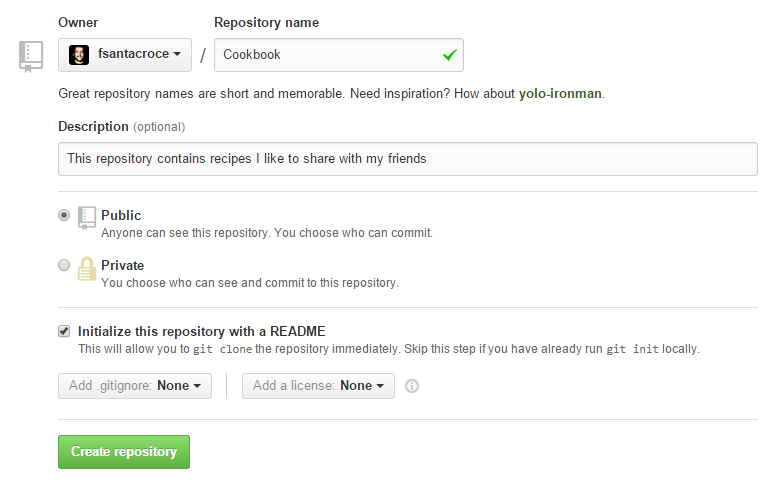 Owner Repository name
fsantacroce / Cookbook
Great repository names are short and memorable. Need inspiration? How about yolo-ironman.
Description (optional)
This repository contains recipes I like to share with my friends
Public
Anyone can see this repository. You choose who can commit.
Private
You choose who can see and commit to this repository.
Initialize this repository with a README
This will allow you to git clone the repository immediately. Skip this step if you have already run git init locally.
Add .gitignore: None Add a license: None
Create repository